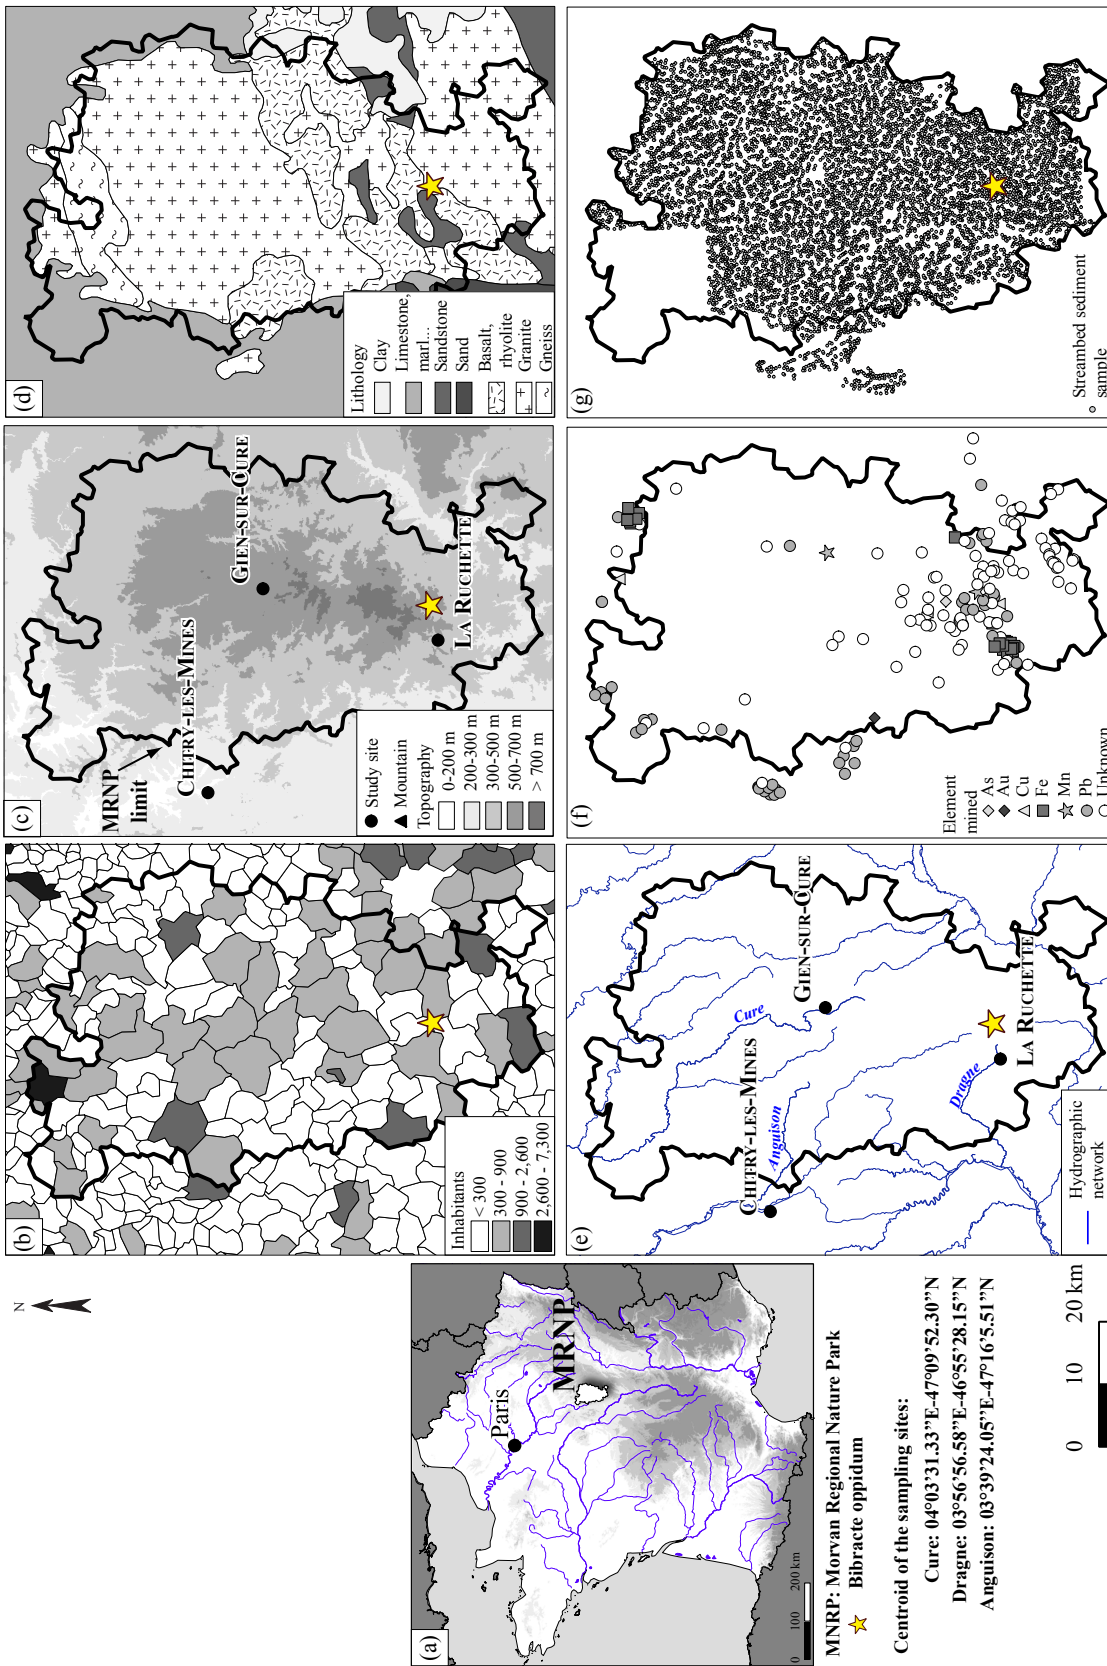 N
(a)
Paris
MRNP
0 100 200 km
MNRP: Morvan Regional Nature Park
Bibracte oppidum
Centroid of the sampling sites:
Cure: 04°03'31.33”E-47°09'52.30”N
Dragne: 03°56'56.58”E-46°55'28.15”N
Anguison: 03°39'24.05”E-47°16'5.51”N
0 10 20 km
(b)
Inhabitants
< 300
300 - 900
900 - 2,600
2,600 - 7,300
(c)
MRNP
limit
CHITRY-LES-MINES
GIEN-SUR-CURE
LA RUCHETTE
Study site
Mountain
Topography
0-200 m
200-300 m
300-500 m
500-700 m
> 700 m
(d)
Lithology
Clay
Limestone,
marl...
Sandstone
Sand
Basalt,
rhyolite
Granite
Gneiss
(e)
CHITRY-LES-MINES
GIEN-SUR-CURE
Cure
Anguison
Dragne
LA RUCHETTE
Hydrographic
network
(f)
Element
mined
As
Au
Cu
Fe
Mn
Pb
Unknown
(g)
Streambed sediment
sample